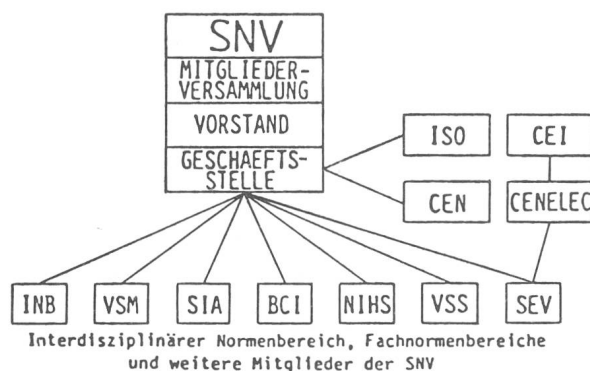 SNV
MITGLIEDER-
VERSAMMLUNG
VORSTAND
GESCHAEFTS-
STELLE
ISO
CEI
CEN
CENELEC
INB
VSM
SIA
BCI
NIHS
VSS
SEV
Interdisziplinärer Normenbereich, Fachnormenbereiche
und weitere Mitglieder der SNV